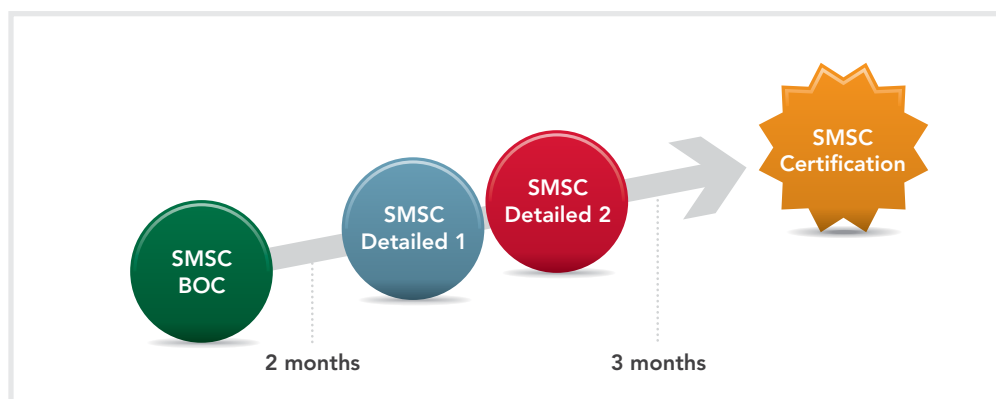 SMSC
BOC
2 months
SMSC
Detailed 1
SMSC
Detailed 2
3 months
SMSC
Certification